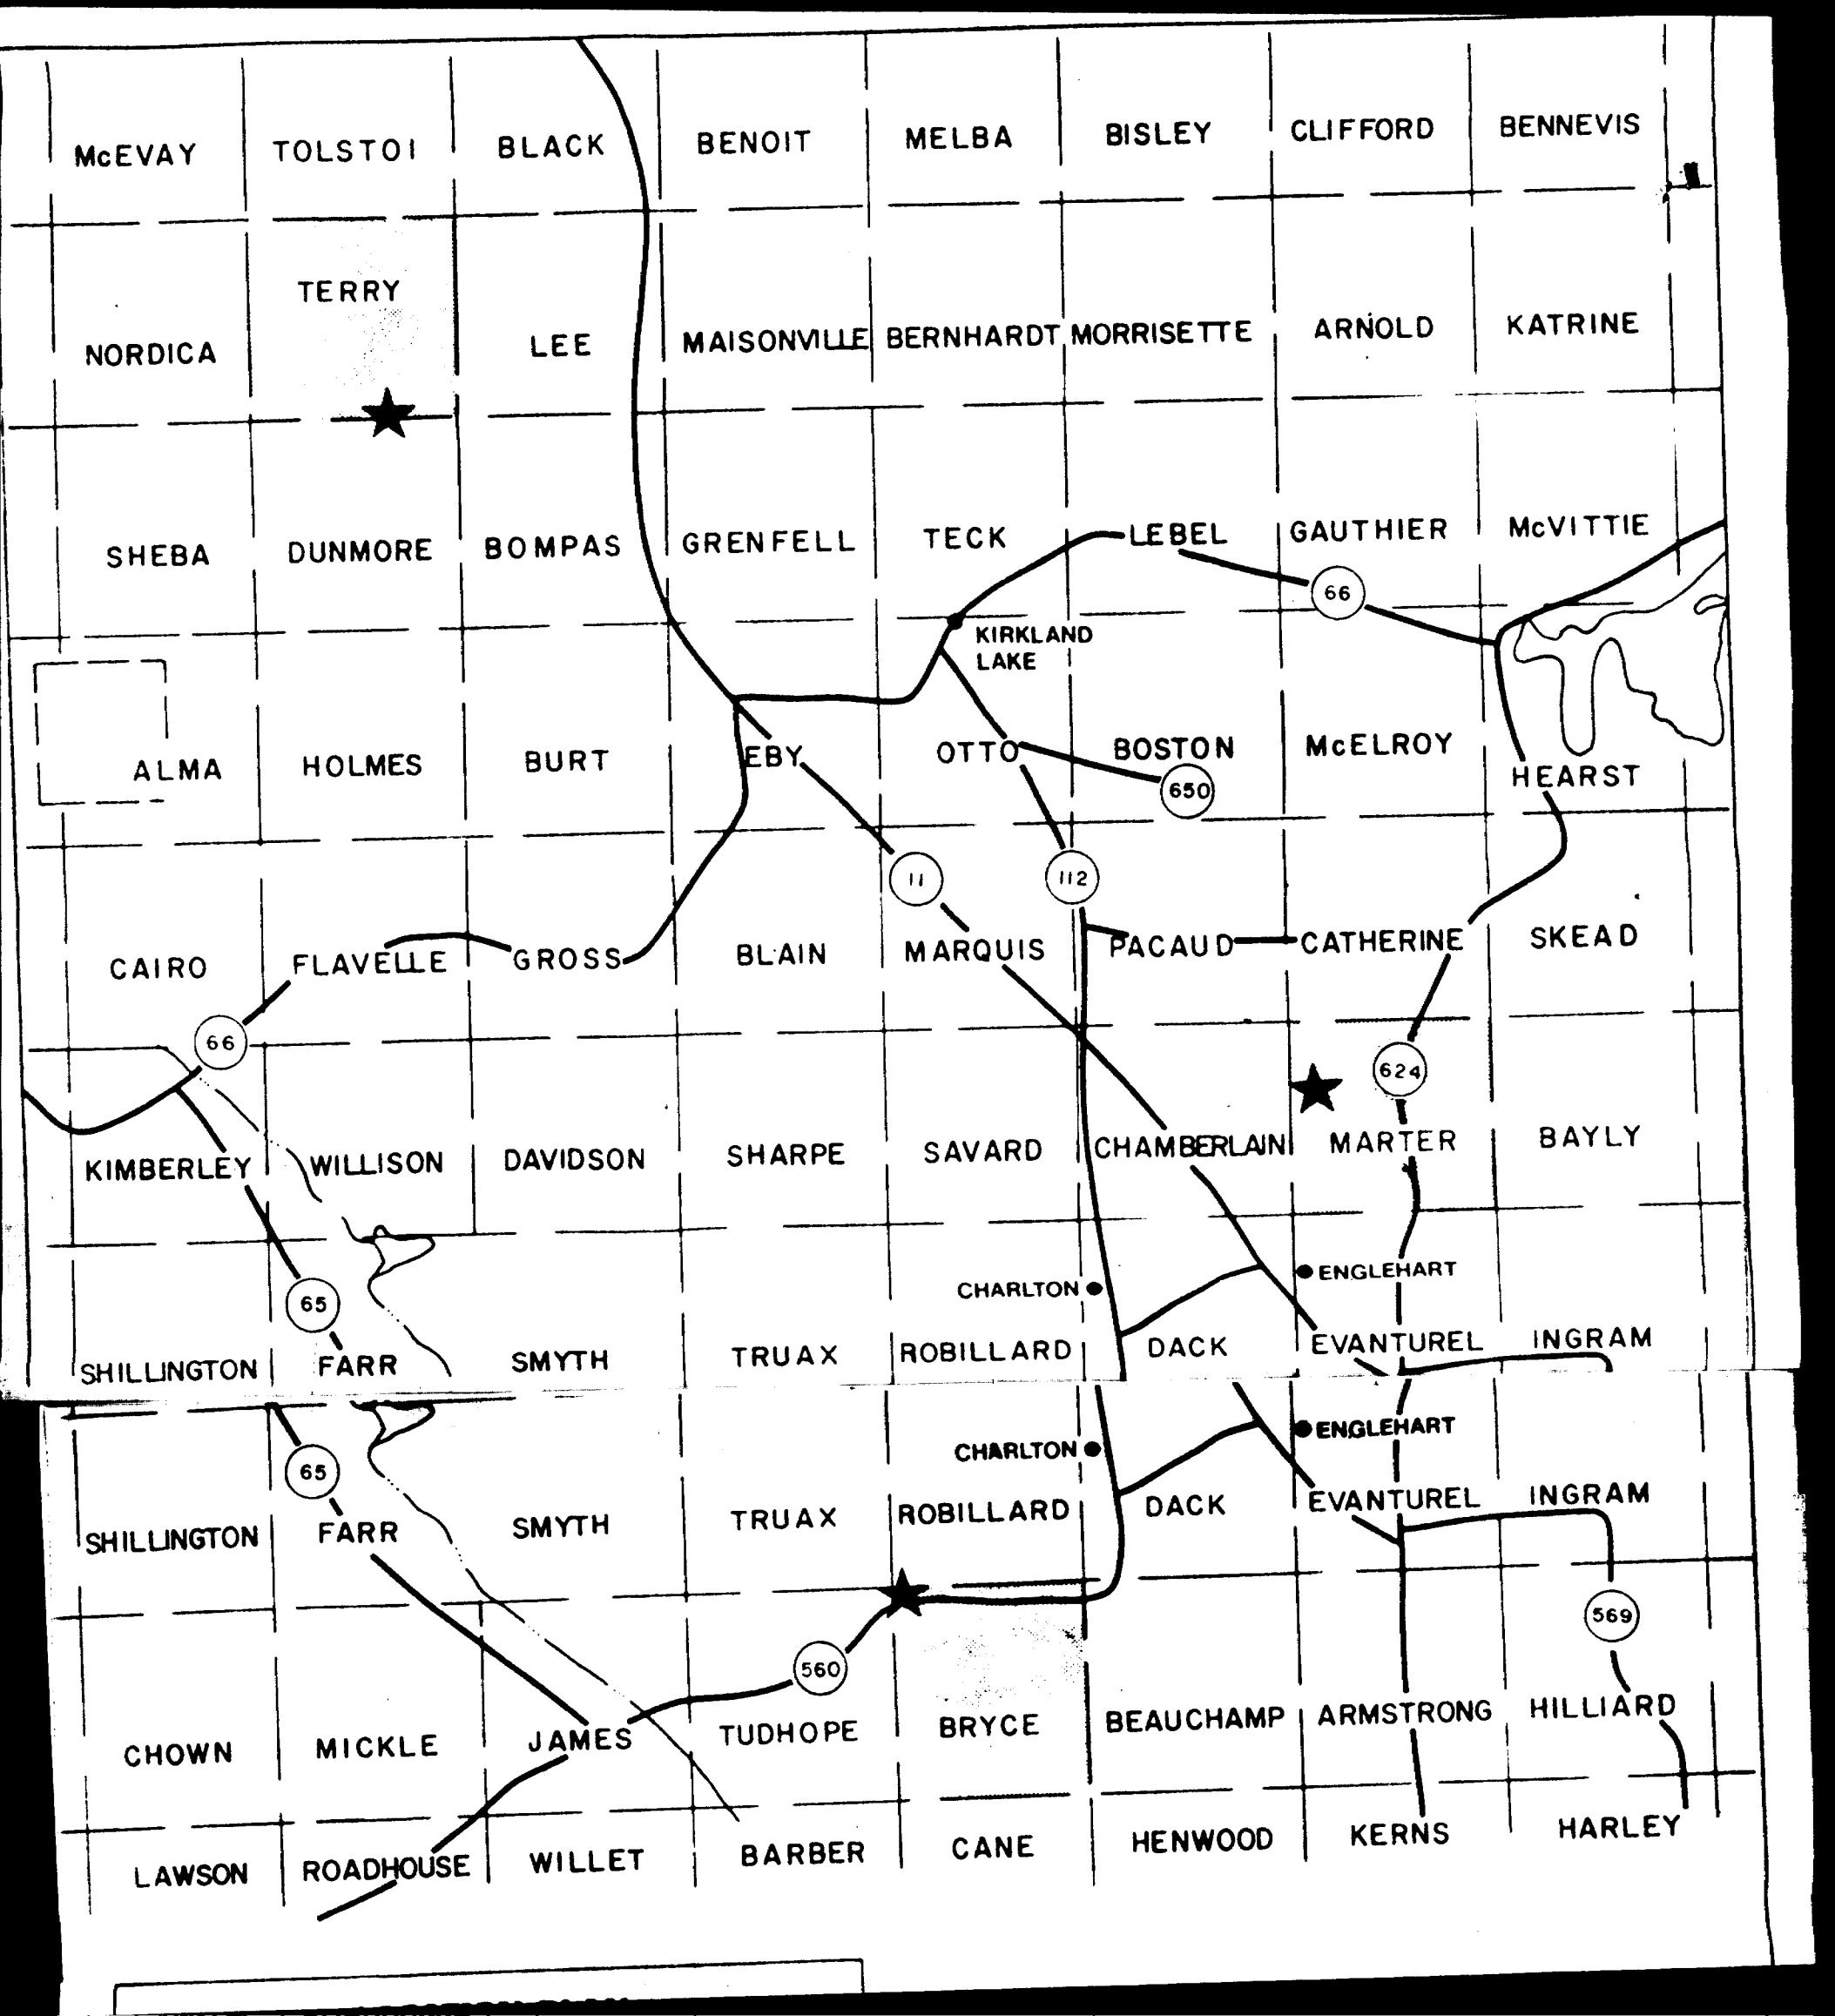 McEVAY TOLSTOI BLACK BENOIT MELBA BISLEY CLIFFORD BENNEVIS
TERRY
NORDICA LEE MAISONVILLE BERNHARDT MORRISETTE ARNOLD KATRINE
SHEBA DUNMORE BOMPAS GRENFELL TECK LEBEL GAUTHIER McVITTIE
66
KIRKLAND
LAKE
ALMA HOLMES BURT EBY OTTO BOSTON McELROY HEARST
650
11 112
CAIRO FLAVELLE GROSS BLAIN MARQUIS PACAUD CATHERINE SKEAD
66
624
KIMBERLEY WILLISON DAVIDSON SHARPE SAVARD CHAMBERLAIN MARTER BAYLY
65 CHARLTON ENGLEHART
SHILLINGTON FARR SMYTH TRUAX ROBILLARD DACK EVANTUREL INGRAM
65 CHARLTON ENGLEHART
SHILLINGTON FARR SMYTH TRUAX ROBILLARD DACK EVANTUREL INGRAM
569
560
CHOWN MICKLE JAMES TUDHOPE BRYCE BEAUCHAMP ARMSTRONG HILLIARD
LAWSON ROADHOUSE WILLET BARBER CANE HENWOOD KERNS HARLEY